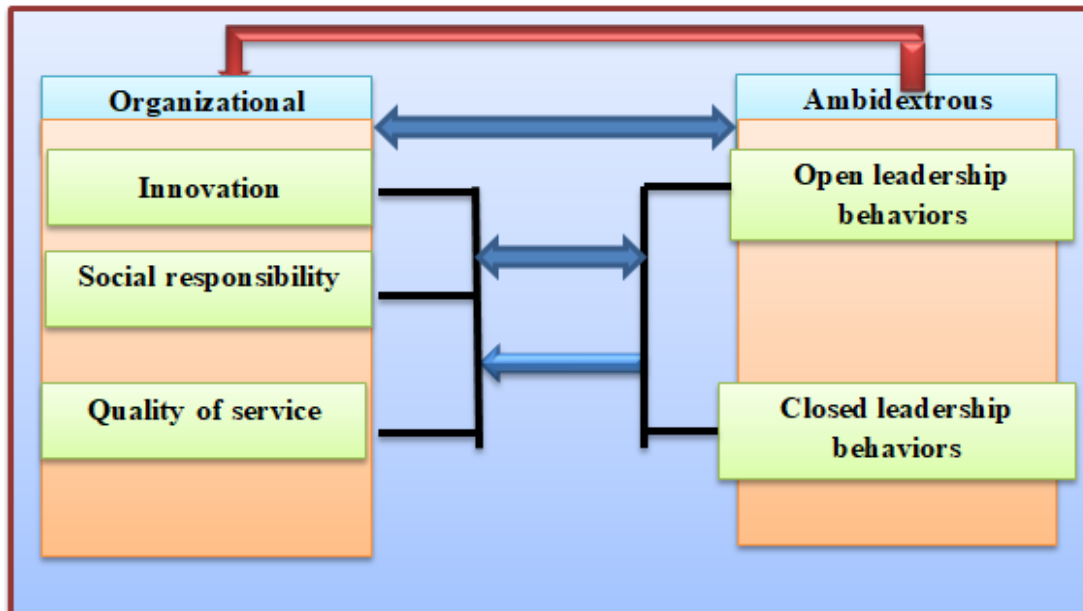 Organizational
Innovation
Social responsibility
Quality of service
Ambidextrous
Open leadership
behaviors
Closed leadership
behaviors